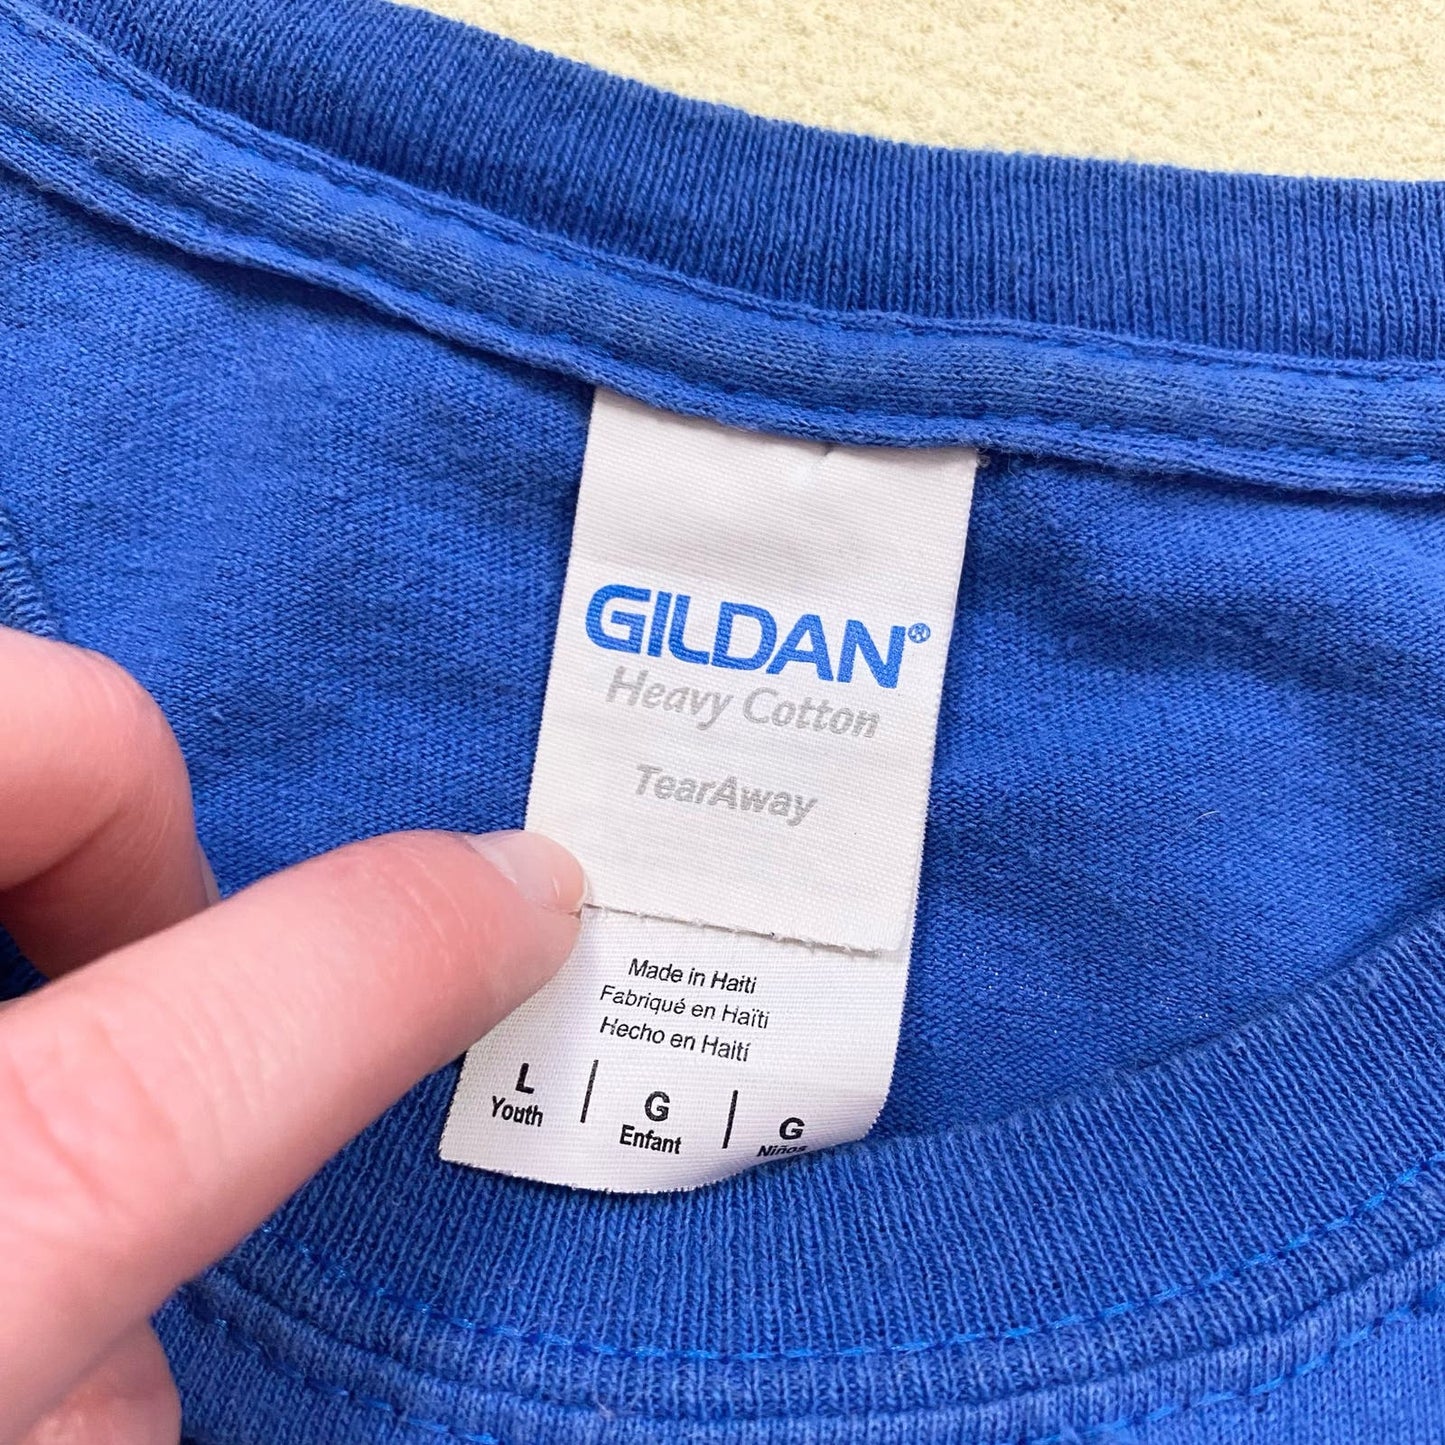 GILDAN®
Heavy Cotton
TearAway
Made in Haiti
Fabriqué en Haïti
Hecho en Haití
L | G | G
Youth Enfant Niños